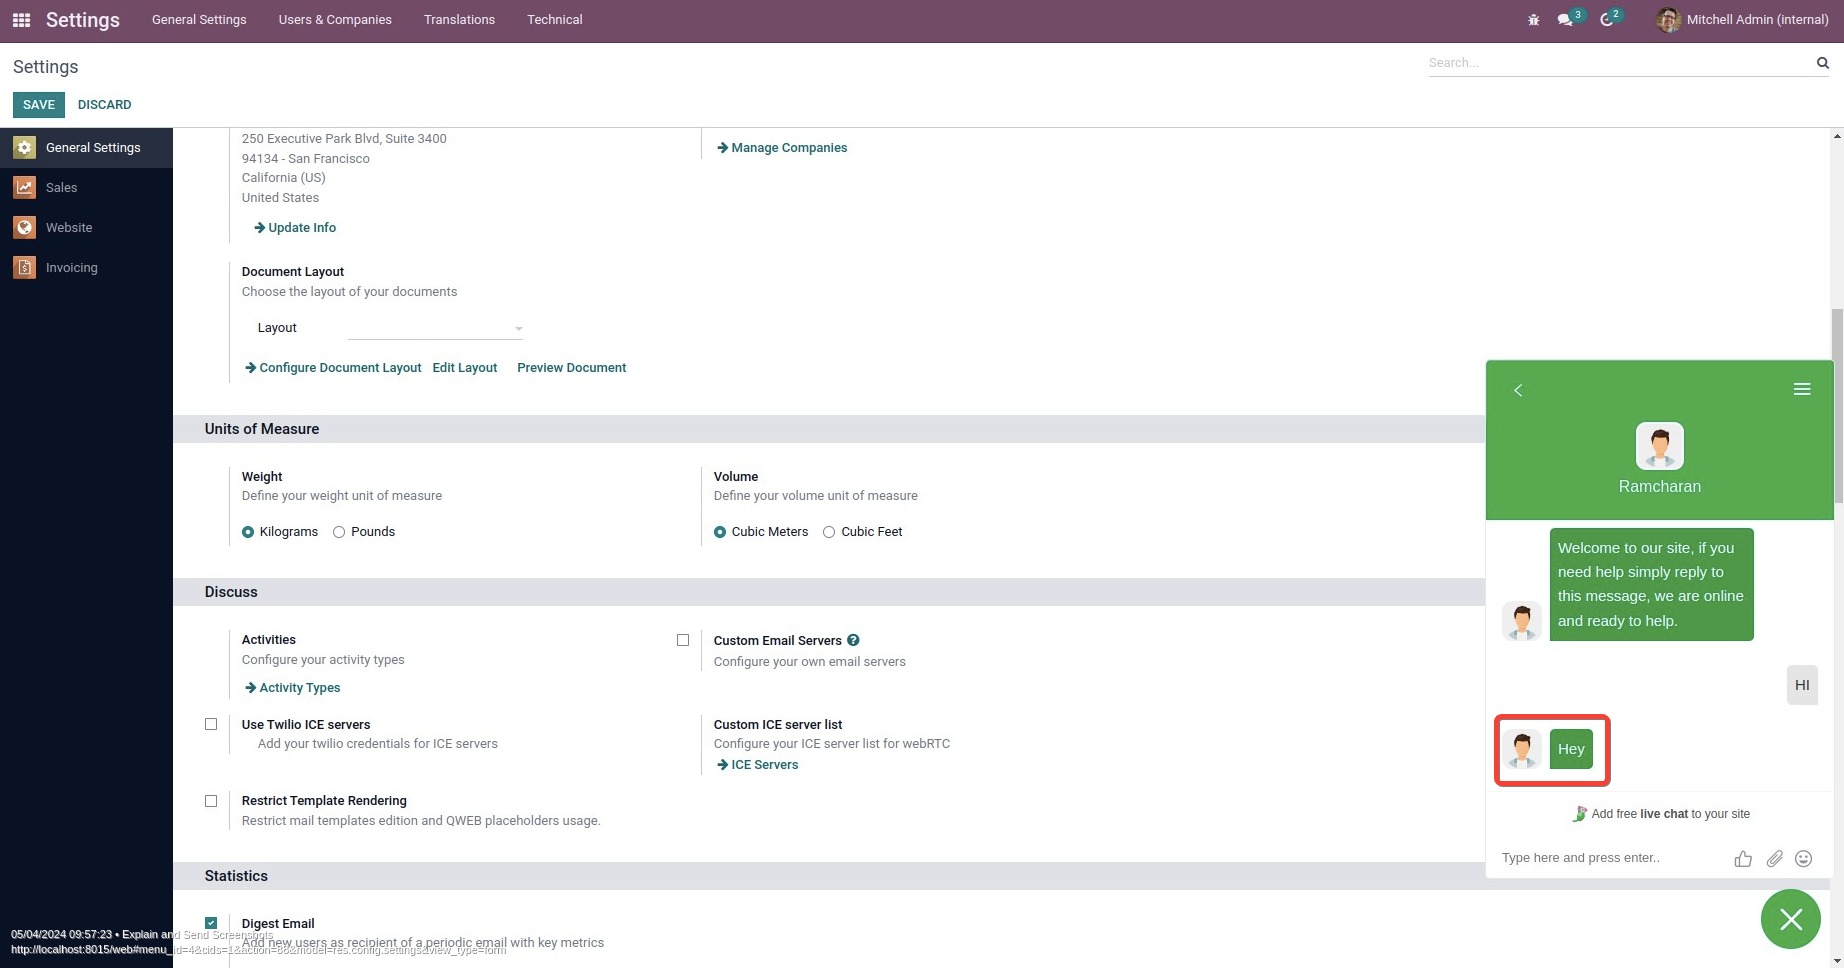 Settings
General Settings
Users & Companies
Translations
Technical
3
2
Mitchell Admin (internal)
Settings
Search...
SAVE
DISCARD
General Settings
Sales
Website
Invoicing
250 Executive Park Blvd, Suite 3400
94134 - San Francisco
California (US)
United States
Update Info
Manage Companies
Document Layout
Choose the layout of your documents
Layout
Configure Document Layout
Edit Layout
Preview Document
Units of Measure
Weight
Define your weight unit of measure
Kilograms
Pounds
Volume
Define your volume unit of measure
Cubic Meters
Cubic Feet
Discuss
Activities
Configure your activity types
Activity Types
Custom Email Servers ?
Configure your own email servers
Use Twilio ICE servers
Add your twilio credentials for ICE servers
Custom ICE server list
Configure your ICE server list for webRTC
ICE Servers
Restrict Template Rendering
Restrict mail templates edition and QWEB placeholders usage.
Statistics
Digest Email
Add new users as recipient of a periodic email with key metrics
05/04/2024 09:57:23 • Explain and Send Screenshots
http://localhost:8015/web#menu_id=4&cids=1&action=88&model=res.config.settings&view_type=form
Ramcharan
Welcome to our site, if you
need help simply reply to
this message, we are online
and ready to help.
HI
Hey
Add free live chat to your site
Type here and press enter..